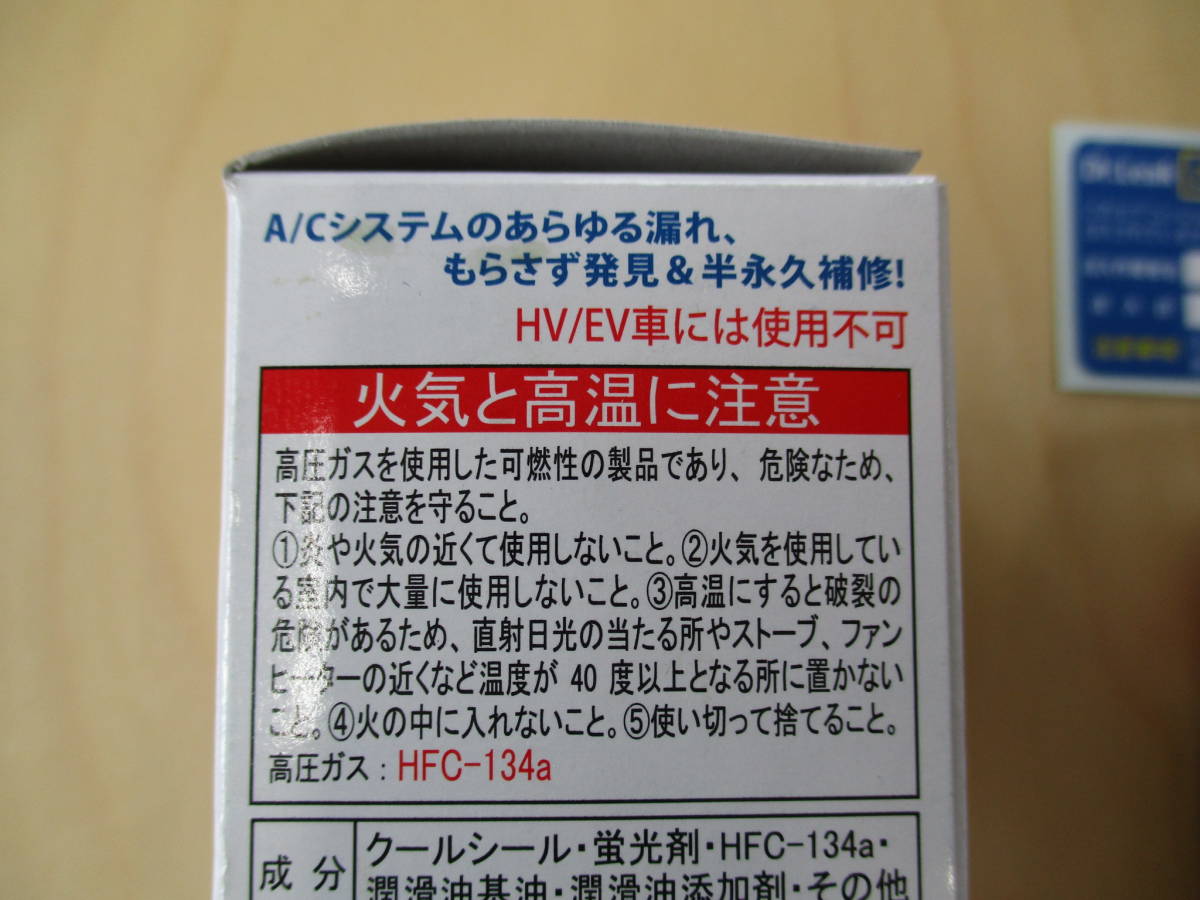 A/Cシステムのあらゆる漏れ、
もらさず発見&半永久補修!
HV/EV車には使用不可
火気と高温に注意
高圧ガスを使用した可燃性の製品であり、危険なため、
下記の注意を守ること。
①炎や火気の近くて使用しないこと。②火気を使用してい
る室内で大量に使用しないこと。③高温にすると破裂の
危険があるため、直射日光の当たる所やストーブ、ファン
ヒーターの近くなど温度が 40 度以上となる所に置かない
こと。④火の中に入れないこと。⑤使い切って捨てること。
高圧ガス:HFC-134a
成 分
クールシール・蛍光剤・HFC-134a・
潤滑油基油・潤滑油添加剤・その他